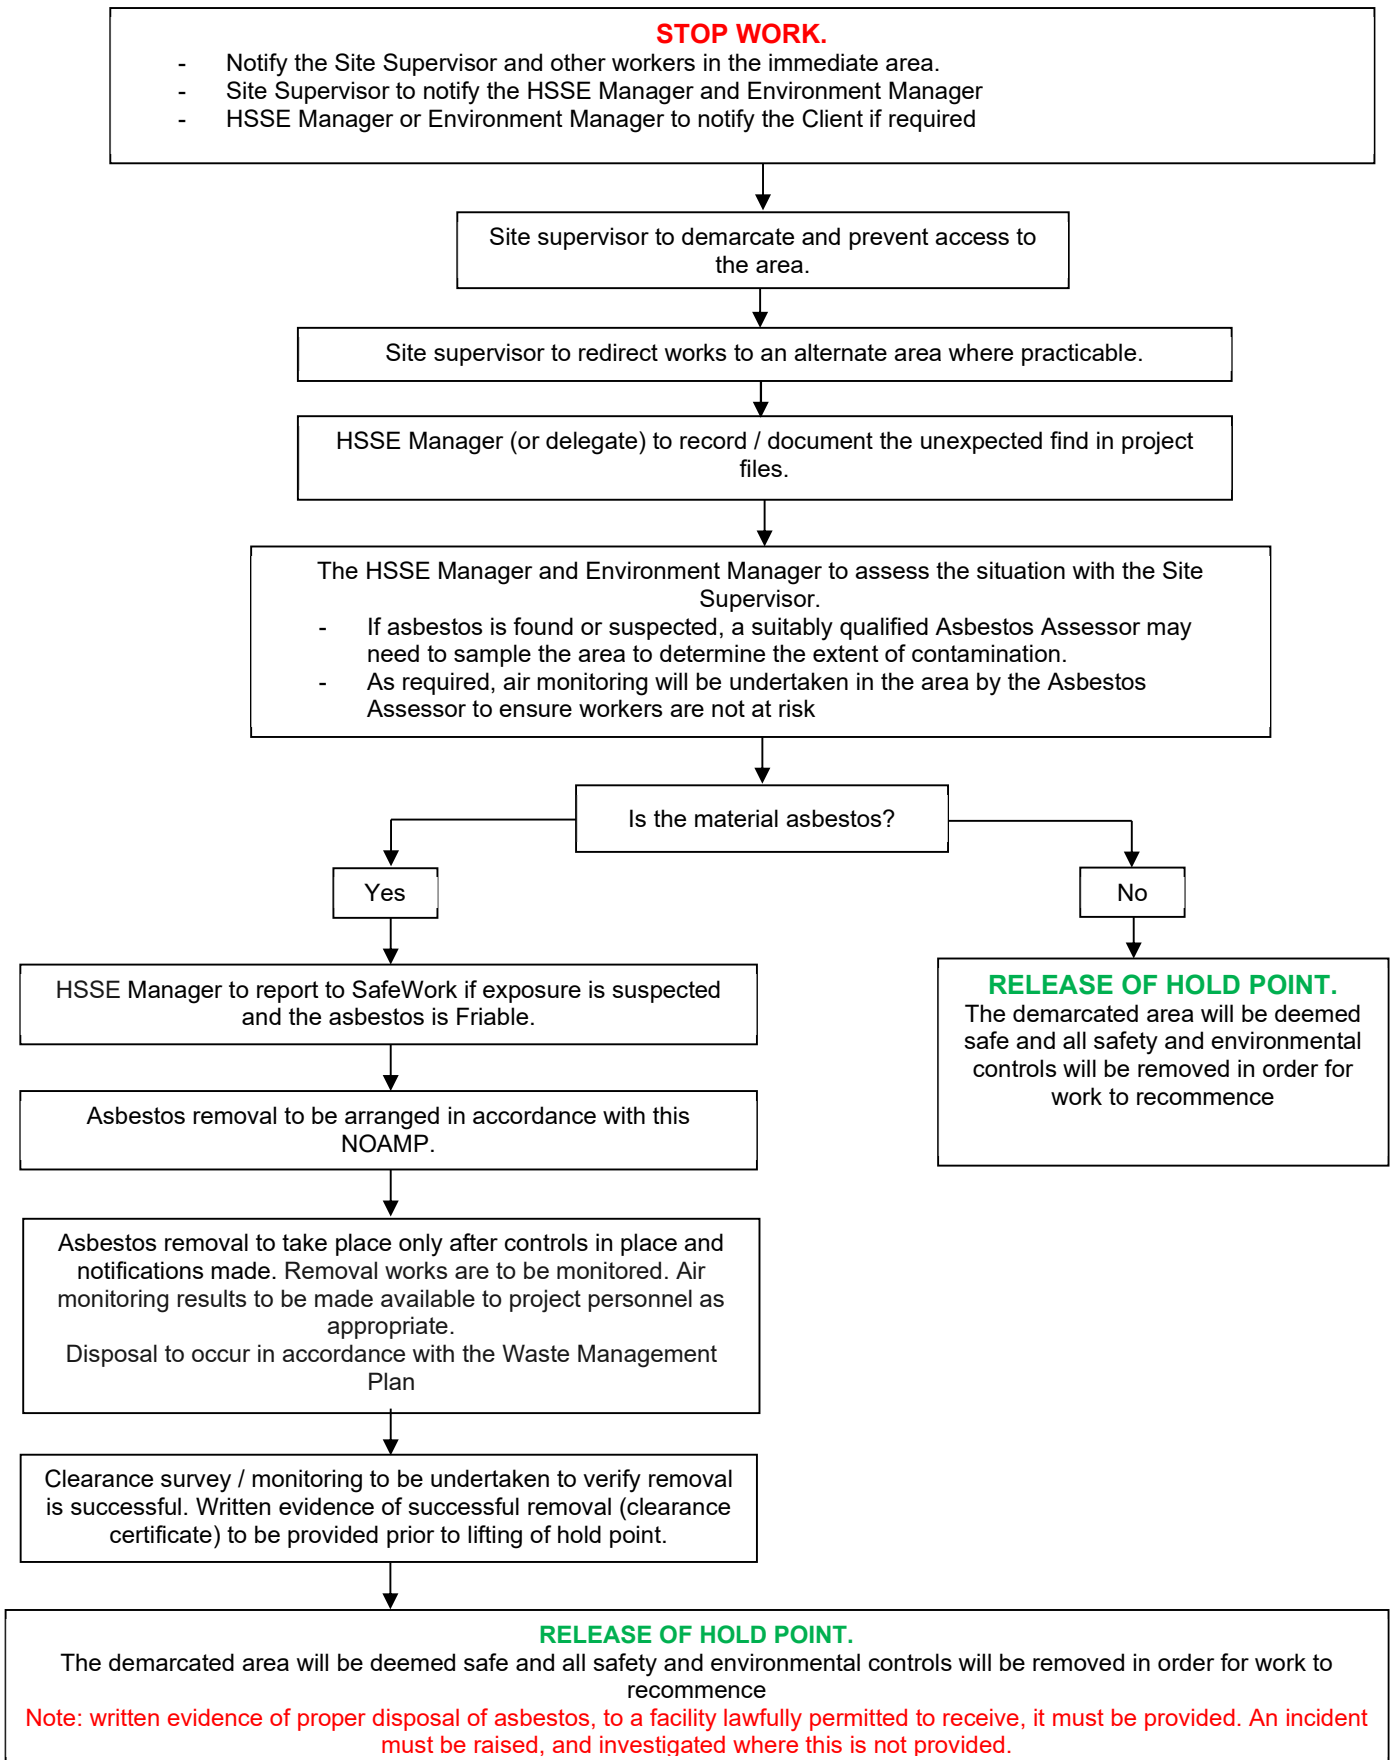 STOP WORK.
- Notify the Site Supervisor and other workers in the immediate area.
- Site Supervisor to notify the HSSE Manager and Environment Manager
- HSSE Manager or Environment Manager to notify the Client if required
Site supervisor to demarcate and prevent access to
the area.
Site supervisor to redirect works to an alternate area where practicable.
HSSE Manager (or delegate) to record / document the unexpected find in project
files.
The HSSE Manager and Environment Manager to assess the situation with the Site
Supervisor.
- If asbestos is found or suspected, a suitably qualified Asbestos Assessor may
need to sample the area to determine the extent of contamination.
- As required, air monitoring will be undertaken in the area by the Asbestos
Assessor to ensure workers are not at risk
Is the material asbestos?
Yes
No
HSSE Manager to report to SafeWork if exposure is suspected
and the asbestos is Friable.
RELEASE OF HOLD POINT.
The demarcated area will be deemed
safe and all safety and environmental
controls will be removed in order for
work to recommence
Asbestos removal to be arranged in accordance with this
NOAMP.
Asbestos removal to take place only after controls in place and
notifications made. Removal works are to be monitored. Air
monitoring results to be made available to project personnel as
appropriate.
Disposal to occur in accordance with the Waste Management
Plan
Clearance survey / monitoring to be undertaken to verify removal
is successful. Written evidence of successful removal (clearance
certificate) to be provided prior to lifting of hold point.
RELEASE OF HOLD POINT.
The demarcated area will be deemed safe and all safety and environmental controls will be removed in order for work to
recommence
Note: written evidence of proper disposal of asbestos, to a facility lawfully permitted to receive, it must be provided. An incident
must be raised, and investigated where this is not provided.